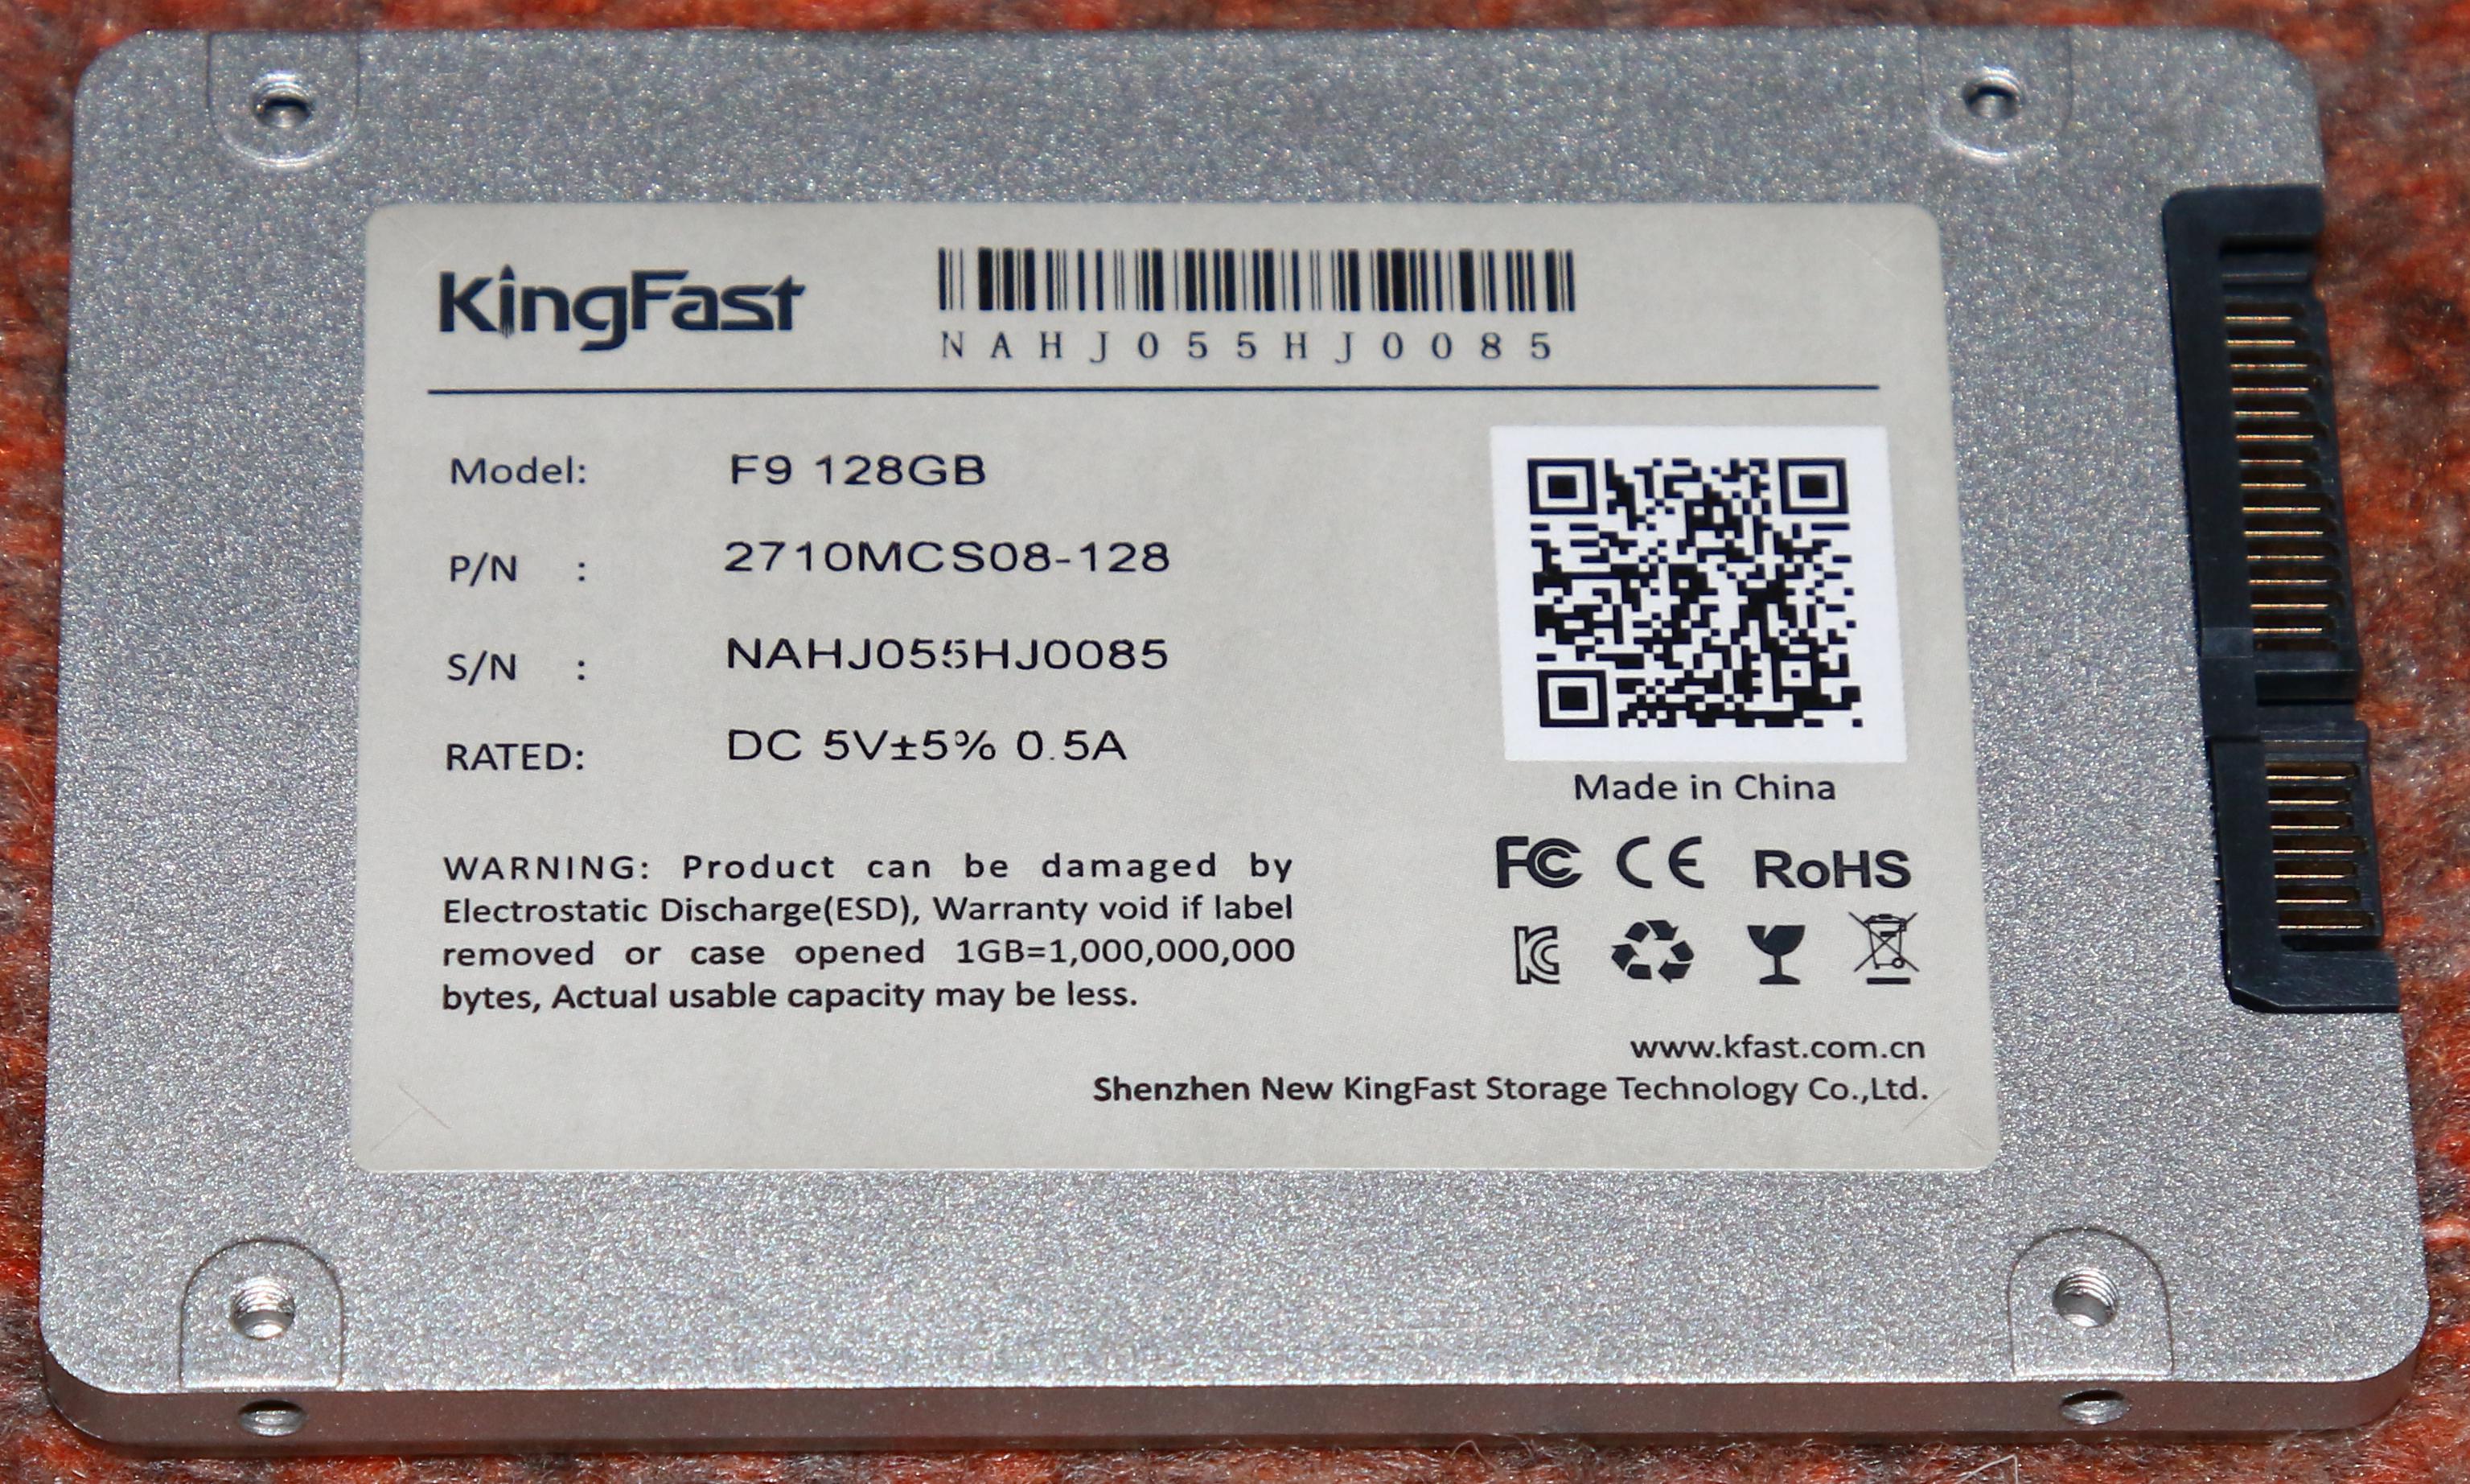 KingFast
NAHJ055HJ0085
Model: F9 128GB
P/N : 2710MCS08-128
S/N : NAHJ055HJ0085
RATED: DC 5V±5% 0.5A
Made in China
WARNING: Product can be damaged by
Electrostatic Discharge(ESD), Warranty void if label
removed or case opened 1GB=1,000,000,000
bytes, Actual usable capacity may be less.
FC CE RoHS
KC
www.kfast.com.cn
Shenzhen New KingFast Storage Technology Co.,Ltd.